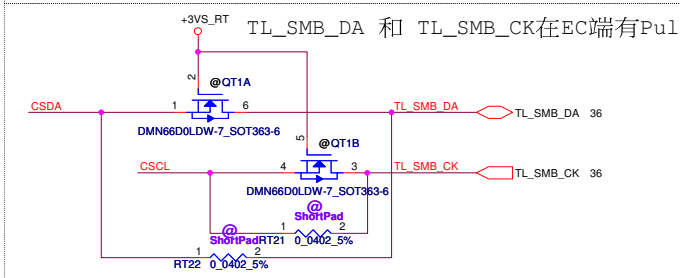 +3VS_RT
TL_SMB_DA 和 TL_SMB_CK在EC端有Pul
2
@QT1A
CSDA
1
6
TL_SMB_DA
TL_SMB_DA 36
DMN66D0LDW-7_SOT363-6
5
@QT1B
CSCL
4
3
TL_SMB_CK
TL_SMB_CK 36
DMN66D0LDW-7_SOT363-6
@
ShortPad
@
1
2
ShortPad
RT21 0_0402_5%
1
2
RT22 0_0402_5%